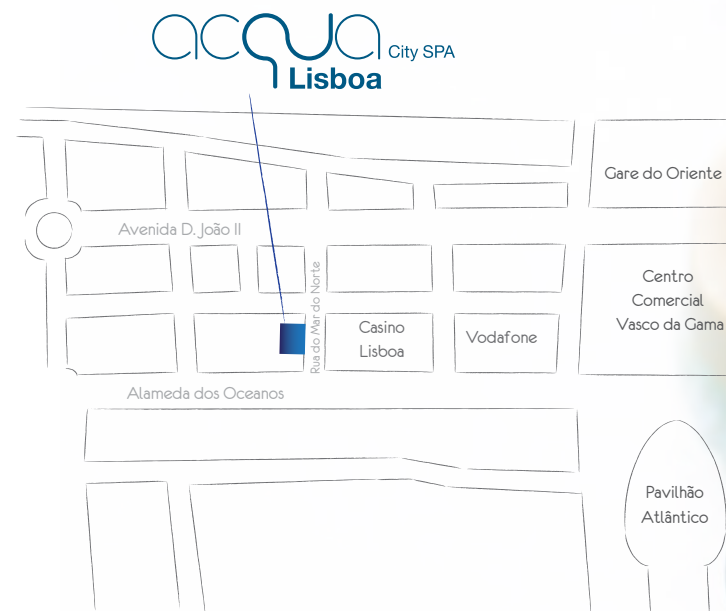 acqua City SPA
Lisboa
Gare do Oriente
Avenida D. João II
Rua do Mar do Norte
Centro
Comercial
Vasco da Gama
Casino
Lisboa
Vodafone
Alameda dos Oceanos
Pavilhão
Atlântico